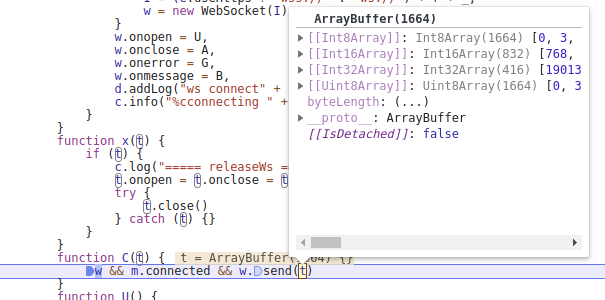 w = new WebSocket(I)
}
w.onopen = U,
w.onclose = A,
w.onerror = G,
w.onmessage = B,
d.addLog("ws connect" +
c.info("%cconnecting " +
}
}
function x(t) {
if (t) {
c.log("===== releaseWs =
t.onopen = t.onclose = t
try {
t.close()
} catch (t) {}
}
}
function C(t) { t = ArrayBuffer(1664) {}
w && m.connected && w.send(t)
}
function U() {
ArrayBuffer(1664)
[[Int8Array]]: Int8Array(1664) [0, 3,
[[Int16Array]]: Int16Array(832) [768,
[[Int32Array]]: Int32Array(416) [19013
[[Uint8Array]]: Uint8Array(1664) [0, 3
byteLength: (...)
__proto__: ArrayBuffer
[[IsDetached]]: false